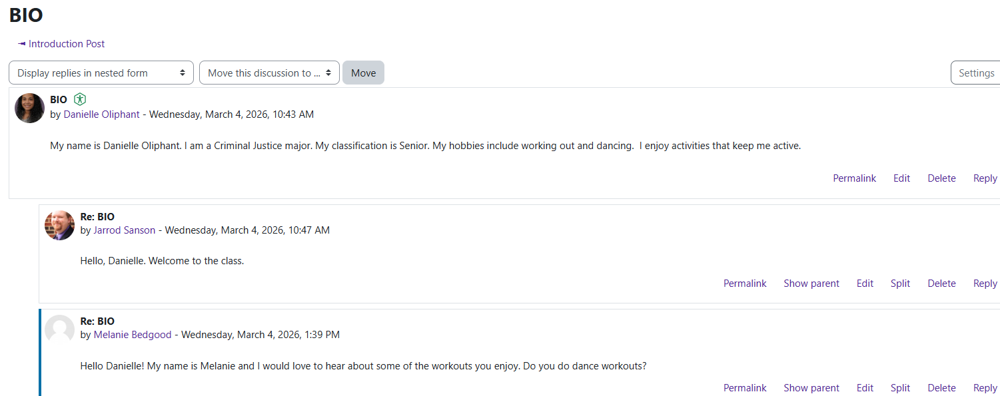 BIO
Introduction Post
Display replies in nested form Move this discussion to ... Move Settings
BIO
by Danielle Oliphant - Wednesday, March 4, 2026, 10:43 AM
My name is Danielle Oliphant. I am a Criminal Justice major. My classification is Senior. My hobbies include working out and dancing.  I enjoy activities that keep me active.
Permalink Edit Delete Reply
Re: BIO
by Jarrod Sanson - Wednesday, March 4, 2026, 10:47 AM
Hello, Danielle. Welcome to the class.
Permalink Show parent Edit Split Delete Reply
Re: BIO
by Melanie Bedgood - Wednesday, March 4, 2026, 1:39 PM
Hello Danielle! My name is Melanie and I would love to hear about some of the workouts you enjoy. Do you do dance workouts?
Permalink Show parent Edit Split Delete Reply